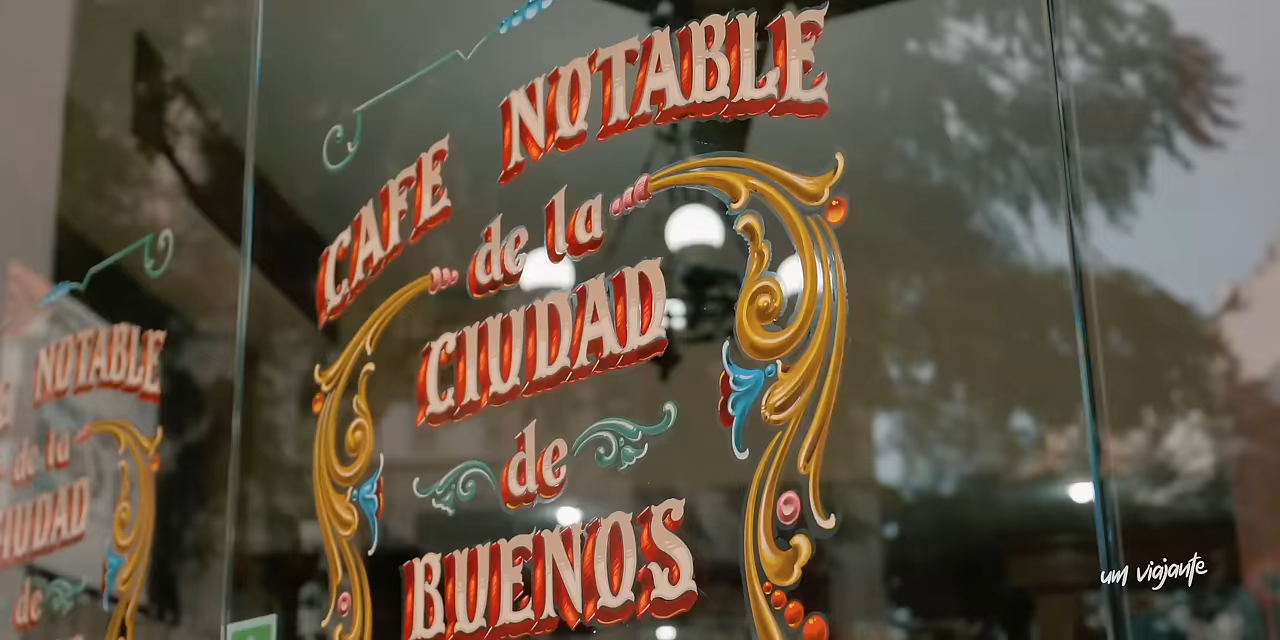 CAFE NOTABLE
de la
CIUDAD
de
BUENOS
NOTABLE
de la
CIUDAD
de
um viajante